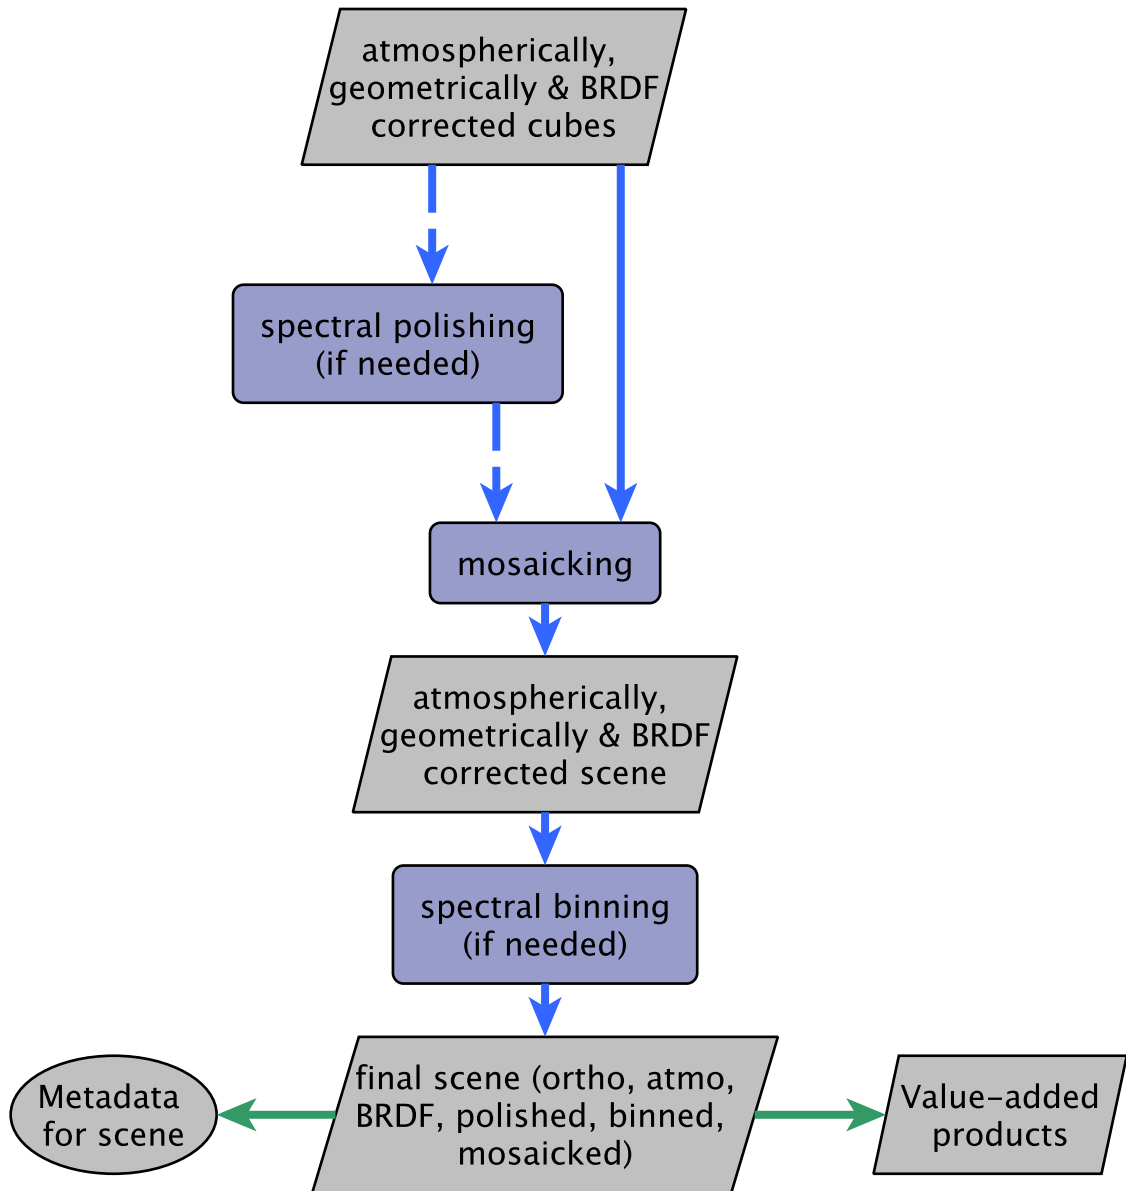 atmospherically,
geometrically & BRDF
corrected cubes
spectral polishing
(if needed)
mosaicking
atmospherically,
geometrically & BRDF
corrected scene
spectral binning
(if needed)
final scene (ortho, atmo,
BRDF, polished, binned,
mosaicked)
Metadata
for scene
Value-added
products